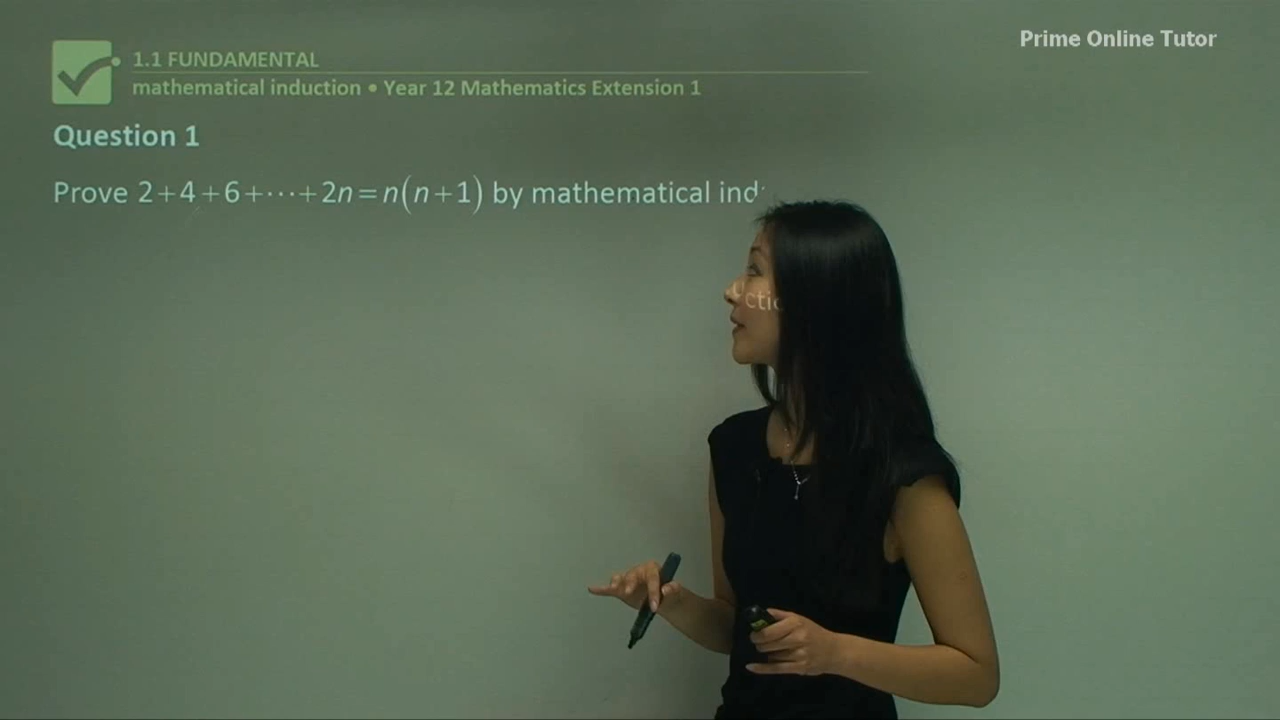 Prime Online Tutor
1.1 FUNDAMENTAL
mathematical induction • Year 12 Mathematics Extension 1
Question 1
Prove 2+4+6+⋯+2n=n(n+1) by mathematical